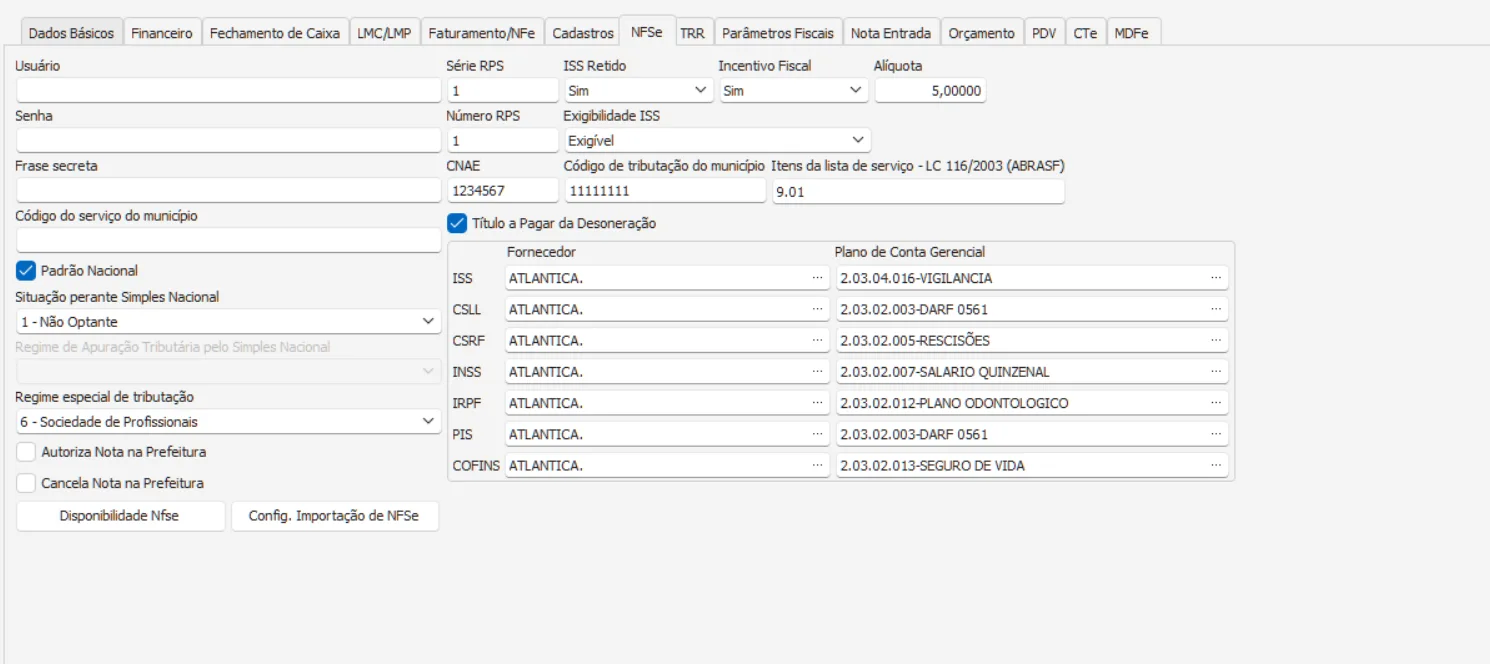 Dados Básicos Financeiro Fechamento de Caixa LMC/LMP Faturamento/NFe Cadastros NFSe TRR Parâmetros Fiscais Nota Entrada Orçamento PDV CTe MDFe
Usuário Série RPS ISS Retido Incentivo Fiscal Alíquota
1 Sim Sim 5,00000
Senha Número RPS Exigibilidade ISS
1 Exigível
Frase secreta CNAE Código de tributação do município Itens da lista de serviço - LC 116/2003 (ABRASF)
1234567 11111111 9.01
Código do serviço do município Título a Pagar da Desoneração
Fornecedor Plano de Conta Gerencial
Padrão Nacional ISS ATLANTICA. ... 2.03.04.016-VIGILANCIA ...
Situação perante Simples Nacional
1 - Não Optante CSLL ATLANTICA. ... 2.03.02.003-DARF 0561 ...
Regime de Apuração Tributária pelo Simples Nacional CSRF ATLANTICA. ... 2.03.02.005-RESCISÕES ...
INSS ATLANTICA. ... 2.03.02.007-SALARIO QUINZENAL ...
Regime especial de tributação IRPF ATLANTICA. ... 2.03.02.012-PLANO ODONTOLOGICO ...
6 - Sociedade de Profissionais PIS ATLANTICA. ... 2.03.02.003-DARF 0561 ...
Autoriza Nota na Prefeitura COFINS ATLANTICA. ... 2.03.02.013-SEGURO DE VIDA ...
Cancela Nota na Prefeitura
Disponibilidade Nfse Config. Importação de NFSe